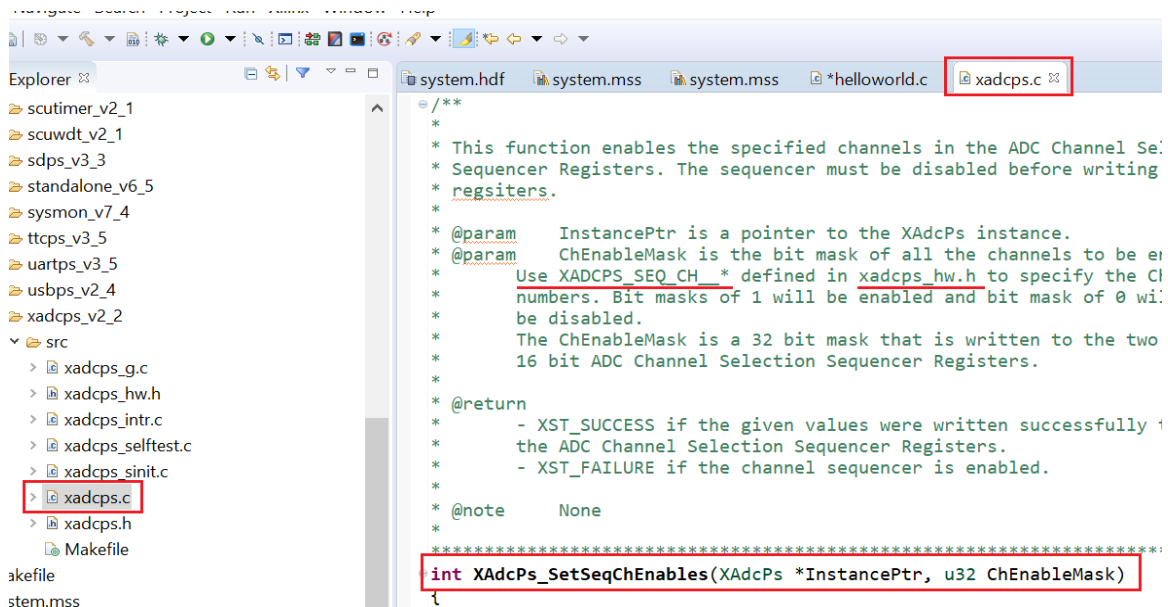 Navigate Search Project Run Xilinx Window Help
Explorer
system.hdf system.mss system.mss *helloworld.c xadcps.c
scutimer_v2_1
scuwdt_v2_1
sdps_v3_3
standalone_v6_5
sysmon_v7_4
ttcps_v3_5
uartps_v3_5
usbps_v2_4
xadcps_v2_2
src
xadcps_g.c
xadcps_hw.h
xadcps_intr.c
xadcps_selftest.c
xadcps_sinit.c
xadcps.c
xadcps.h
Makefile
akefile
stem.mss
/**
*
* This function enables the specified channels in the ADC Channel Sel
* Sequencer Registers. The sequencer must be disabled before writing
* regsiters.
*
* @param InstancePtr is a pointer to the XAdcPs instance.
* @param ChEnableMask is the bit mask of all the channels to be en
* Use XADCPS_SEQ_CH__* defined in xadcps_hw.h to specify the Ch
* numbers. Bit masks of 1 will be enabled and bit mask of 0 wil
* be disabled.
* The ChEnableMask is a 32 bit mask that is written to the two
* 16 bit ADC Channel Selection Sequencer Registers.
*
* @return
* - XST_SUCCESS if the given values were written successfully t
* the ADC Channel Selection Sequencer Registers.
* - XST_FAILURE if the channel sequencer is enabled.
*
* @note None
*
*****************************************************************************
int XAdcPs_SetSeqChEnables(XAdcPs *InstancePtr, u32 ChEnableMask)
{